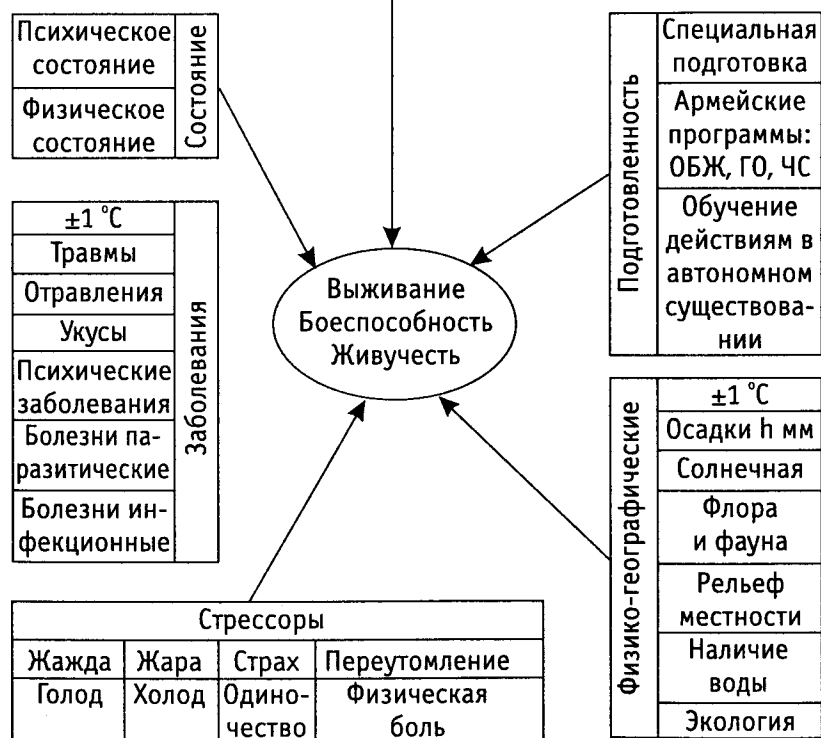 Психическое
состояние
Физическое
состояние
Состояние
±1 °C
Травмы
Отравления
Укусы
Психические
заболевания
Болезни па-
разитические
Болезни ин-
фекционные
Заболевания
Выживание
Боеспособность
Живучесть
Подготовленность
Специальная
подготовка
Армейские
программы:
ОБЖ, ГО, ЧС
Обучение
действиям в
автономном
существова-
нии
Физико-географические
±1 °C
Осадки h мм
Солнечная
Флора
и фауна
Рельеф
местности
Наличие
воды
Экология
Стрессоры
Жажда Жара Страх Переутомление
Голод Холод Одино- Физическая
чество боль